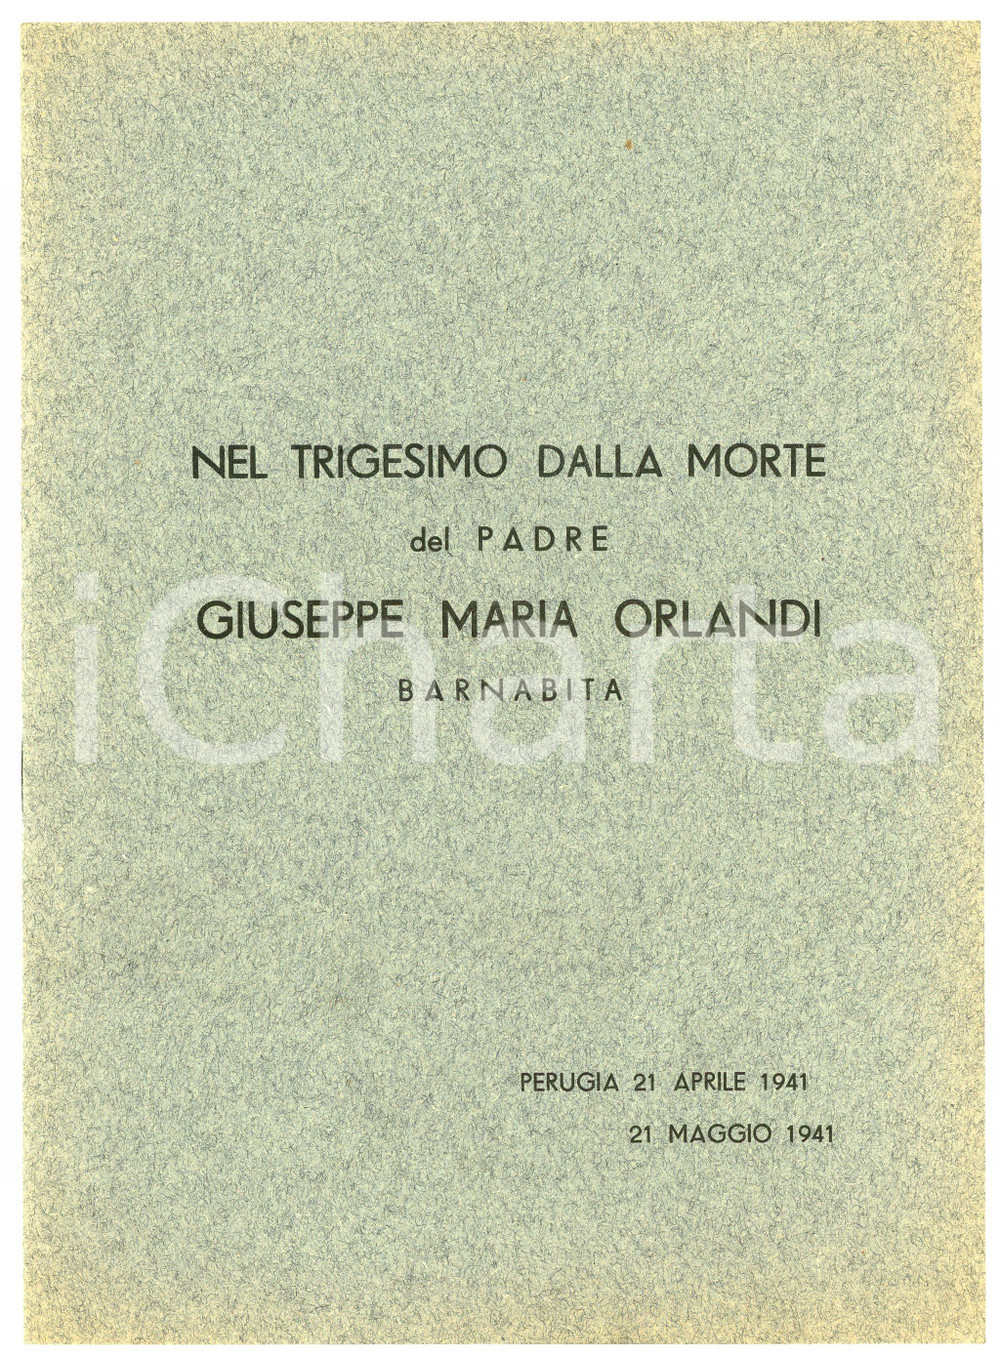 NEL TRIGESIMO DALLA MORTE
del PADRE
GIUSEPPE MARIA ORLANDI
BARNABITA
iCharta
PERUGIA 21 APRILE 1941
21 MAGGIO 1941